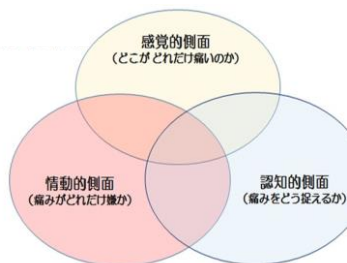 感覚的側面
（どこが どれだけ痛いのか）
情動的側面
（痛みがどれだけ嫌か）
認知的側面
（痛みをどう捉えるか）